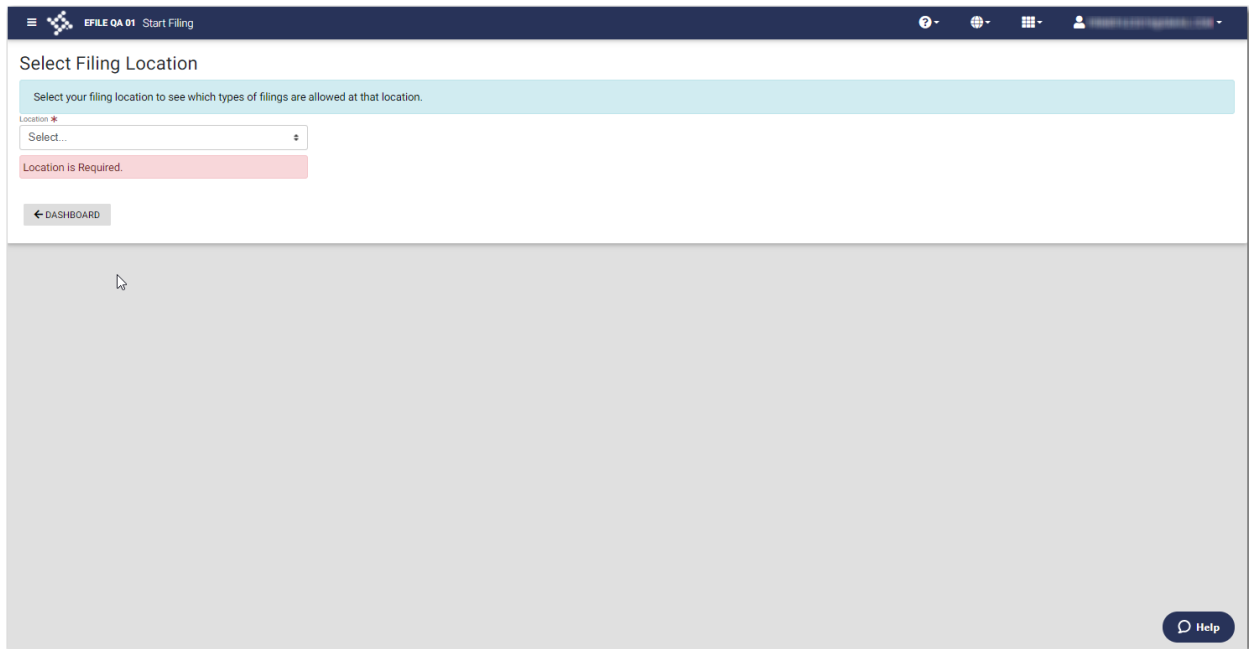 EFILE QA 01 Start Filing
Select Filing Location
Select your filing location to see which types of filings are allowed at that location.
Location *
Select...
Location is Required.
DASHBOARD
Help